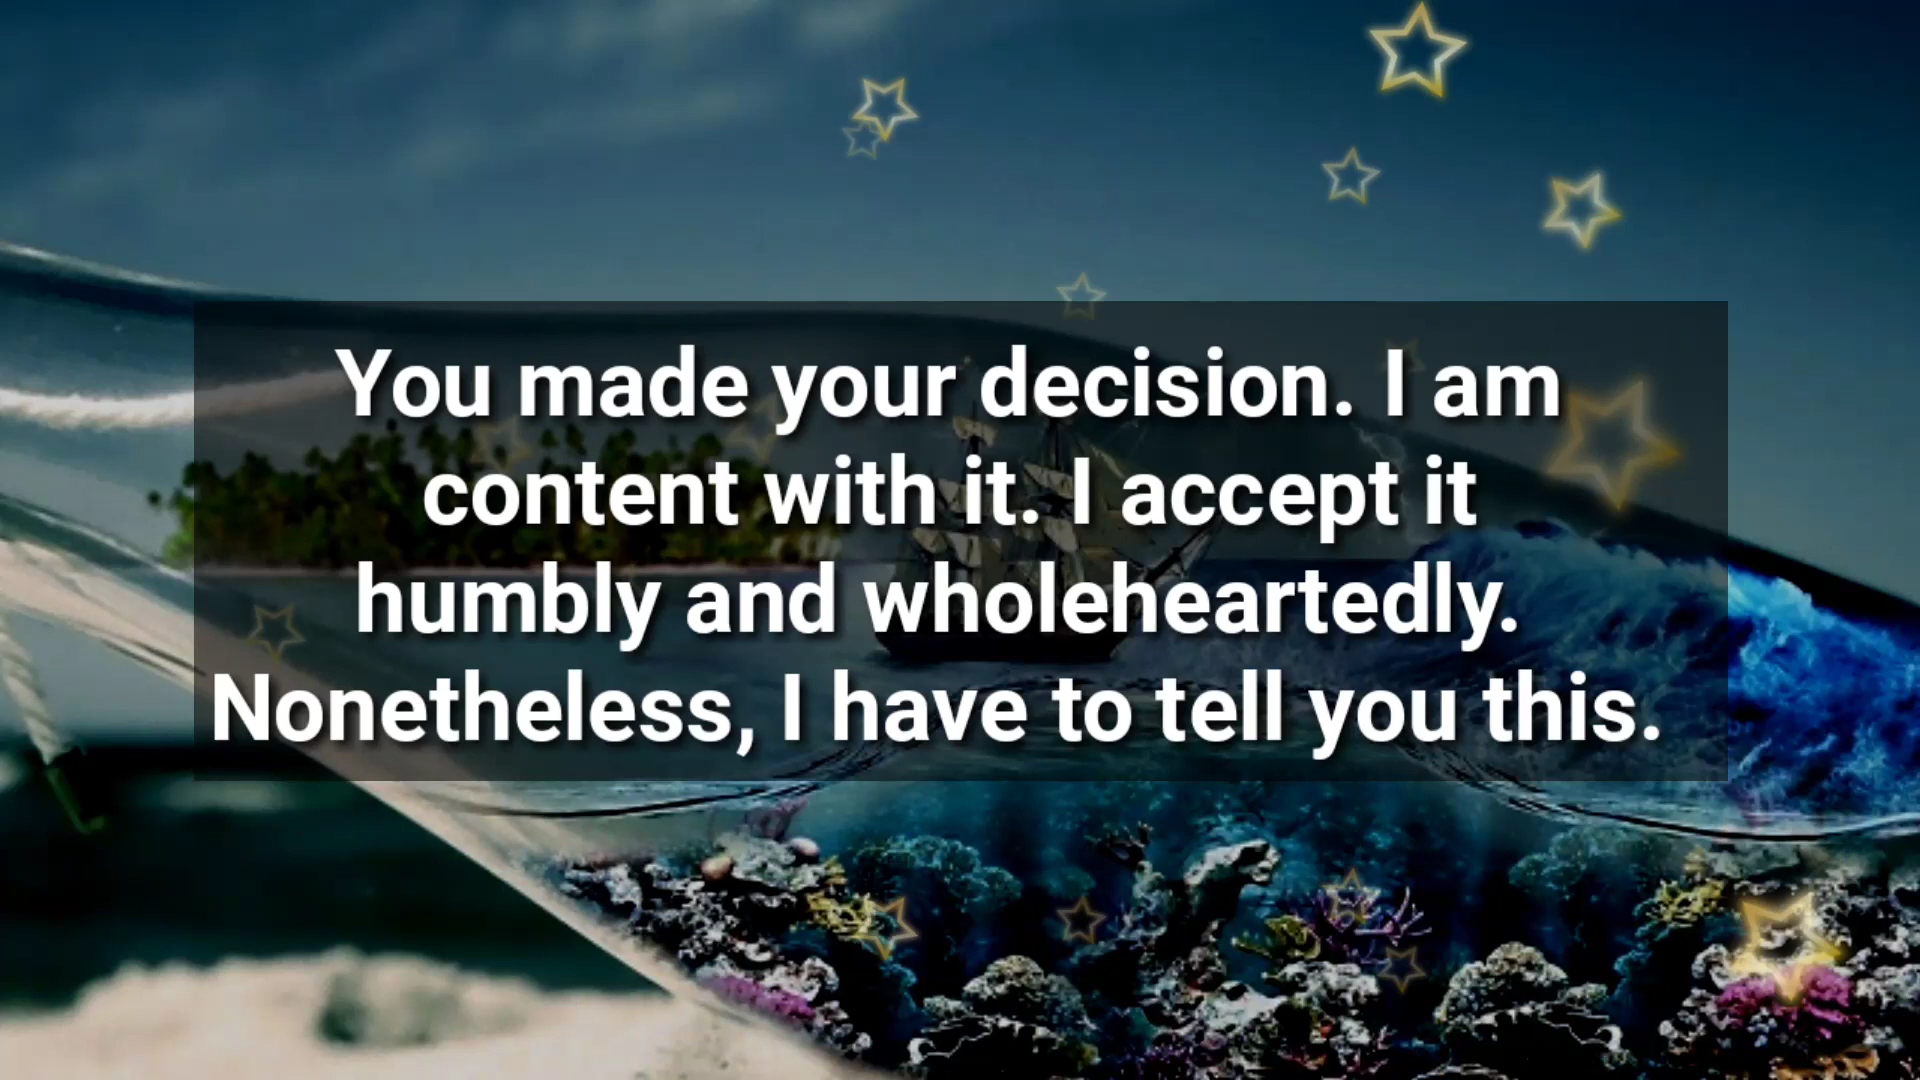 You made your decision. I am
content with it. I accept it
humbly and wholeheartedly.
Nonetheless, I have to tell you this.